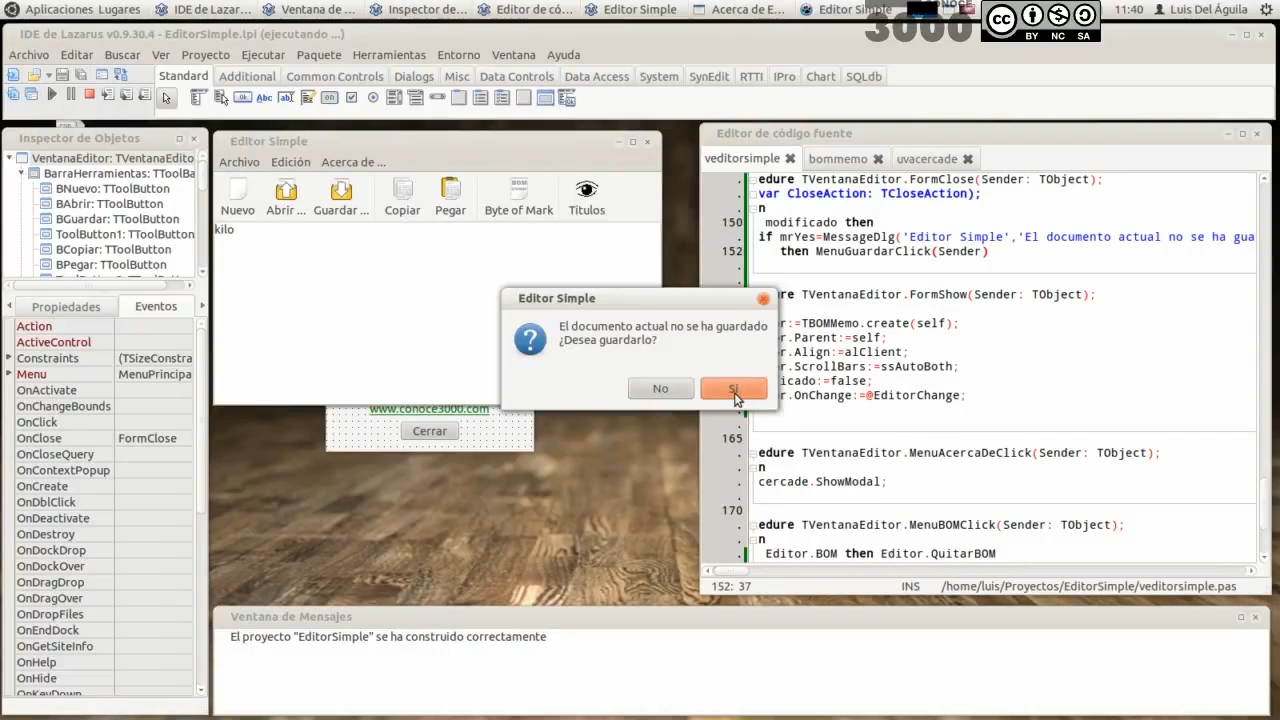 Aplicaciones Lugares
IDE de Lazar...
Ventana de ...
Inspector de...
Editor de có...
Editor Simple
Acerca de E...
Editor Simple
11:40
Luis Del Águila
3000
CC
BY NC SA
IDE de Lazarus v0.9.30.4 - EditorSimple.lpi (ejecutando ...)
Archivo Editar Buscar Ver Proyecto Ejecutar Paquete Herramientas Entorno Ventana Ayuda
Standard Additional Common Controls Dialogs Misc Data Controls Data Access System SynEdit RTTI IPro Chart SQLdb
Inspector de Objetos
VentanaEditor: TVentanaEdito
BarraHerramientas: TToolBa
BNuevo: TToolButton
BAbrir: TToolButton
BGuardar: TToolButton
ToolButton1: TToolButton
BCopiar: TToolButton
BPegar: TToolButton
Propiedades Eventos
Action
ActiveControl
Constraints (TSizeConstra
Menu MenuPrincipa
OnActivate
OnChangeBounds
OnClick
OnClose FormClose
OnCloseQuery
OnContextPopup
OnCreate
OnDblClick
OnDeactivate
OnDestroy
OnDockDrop
OnDockOver
OnDragDrop
OnDragOver
OnDropFiles
OnEndDock
OnGetSiteInfo
OnHelp
OnHide
OnKeyDown
Editor Simple
Archivo Edición Acerca de ...
Nuevo Abrir ... Guardar ... Copiar Pegar Byte of Mark Títulos
kilo
Editor Simple
El documento actual no se ha guardado
¿Desea guardarlo?
No Si
www.conoce3000.com
Cerrar
Editor de código fuente
veditorsimple bommemo uvacercade
edure TVentanaEditor.FormClose(Sender: TObject);
var CloseAction: TCloseAction);
n
150 modificado then
if mrYes=MessageDlg('Editor Simple','El documento actual no se ha gua
152 then MenuGuardarClick(Sender)
ure TVentanaEditor.FormShow(Sender: TObject);
r:=TBOMMemo.create(self);
r.Parent:=self;
r.Align:=alClient;
r.ScrollBars:=ssAutoBoth;
icado:=false;
r.OnChange:=@EditorChange;
165
edure TVentanaEditor.MenuAcercaDeClick(Sender: TObject);
n
cercade.ShowModal;
170
edure TVentanaEditor.MenuBOMClick(Sender: TObject);
n
Editor.BOM then Editor.QuitarBOM
152: 37 INS /home/luis/Proyectos/EditorSimple/veditorsimple.pas
Ventana de Mensajes
El proyecto "EditorSimple" se ha construido correctamente